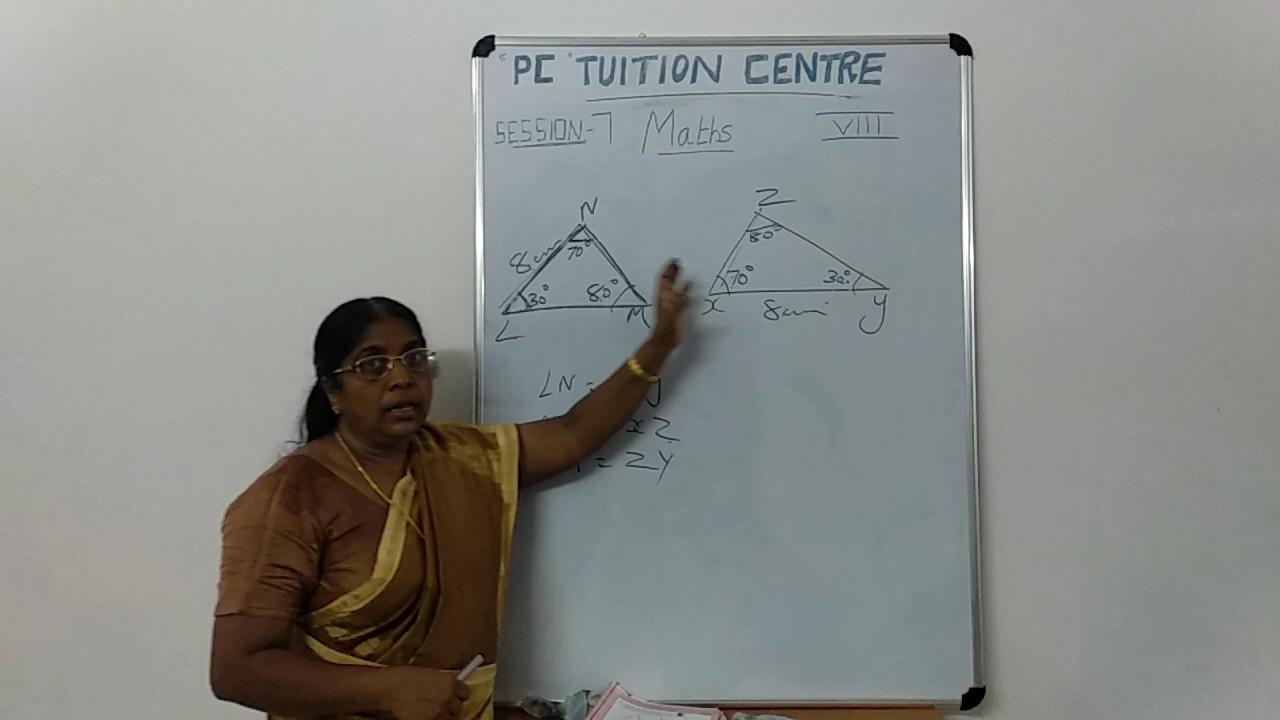 "PC "TUITION CENTRE
SESSION-7 Maths VIII
N
8cm 70°
30° 80°
L M
Z
80°
70° 30°
x 8cm y
LN = y
xZ
= ZY